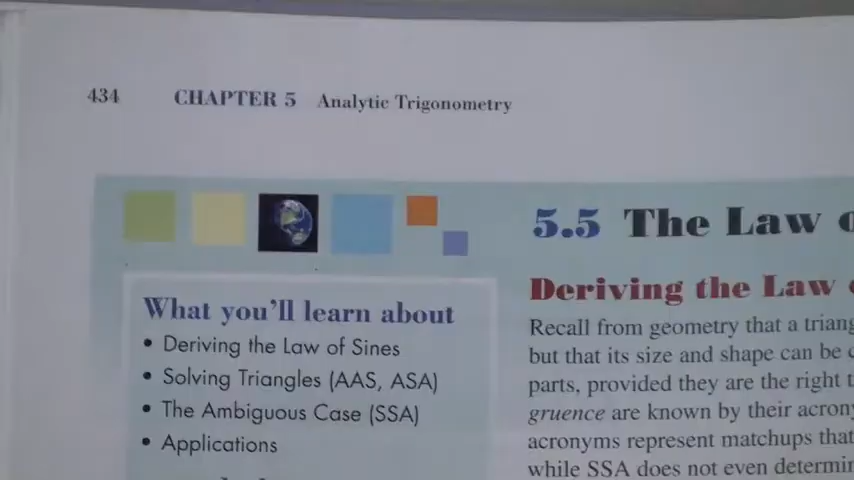 434 CHAPTER 5 Analytic Trigonometry
5.5 The Law
What you'll learn about
• Deriving the Law of Sines
• Solving Triangles (AAS, ASA)
• The Ambiguous Case (SSA)
• Applications
Deriving the Law
Recall from geometry that a
but that its size and shape can be
parts, provided they are the right
gruence are known by their
acronyms represent matchups that
while SSA does not even